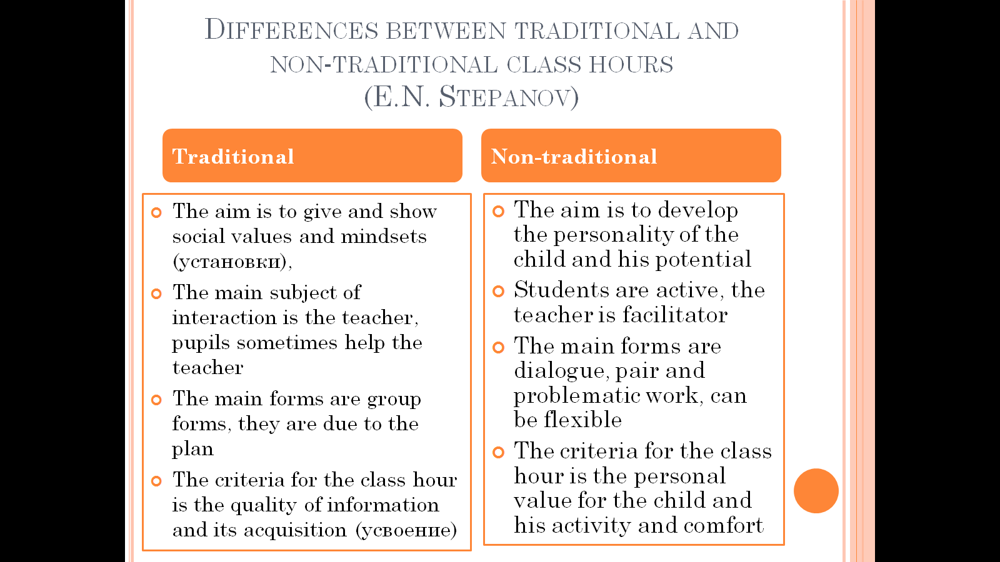 Differences between traditional and
non-traditional class hours
(E.N. Stepanov)
Traditional
The aim is to give and show
social values and mindsets
(установки),
The main subject of
interaction is the teacher,
pupils sometimes help the
teacher
The main forms are group
forms, they are due to the
plan
The criteria for the class hour
is the quality of information
and its acquisition (усвоение)
Non-traditional
The aim is to develop
the personality of the
child and his potential
Students are active, the
teacher is facilitator
The main forms are
dialogue, pair and
problematic work, can
be flexible
The criteria for the class
hour is the personal
value for the child and
his activity and comfort